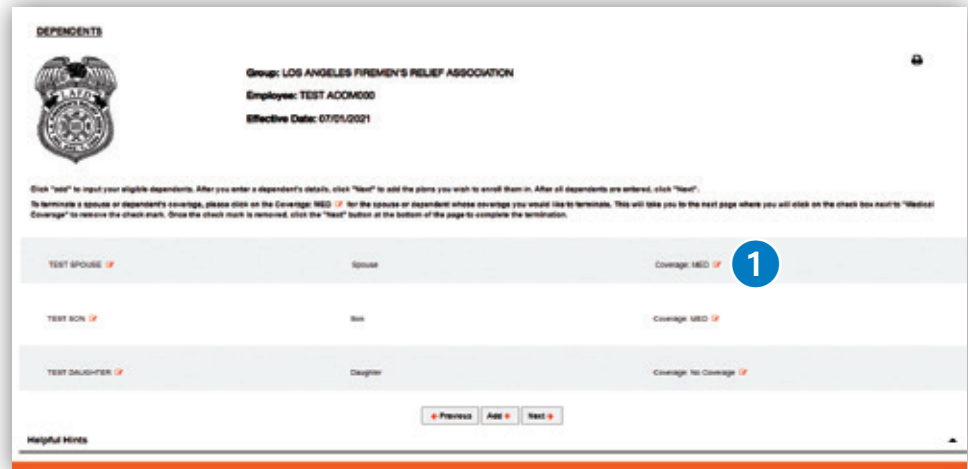 DEPENDENTS
LAFD
Group: LOS ANGELES FIREMEN'S RELIEF ASSOCIATION
Employee: TEST ACOM000
Effective Date: 07/01/2021
Click "add" to input your eligible dependents. After you enter a dependent's details, click "Next" to add the plans you wish to enroll them in. After all dependents are entered, click "Next".
To terminate a spouse or dependent's coverage, please click on the Coverage: MED for the spouse or dependent whose coverage you would like to terminate. This will take you to the next page where you will click on the check box next to "Medical
Coverage" to remove the check mark. Once the check mark is removed, click the "Next" button at the bottom of the page to complete the termination.
TEST SPOUSE Spouse Coverage: MED 1
TEST SON Son Coverage: MED
TEST DAUGHTER Daughter Coverage: No Coverage
Previous Add Next
Helpful Hints